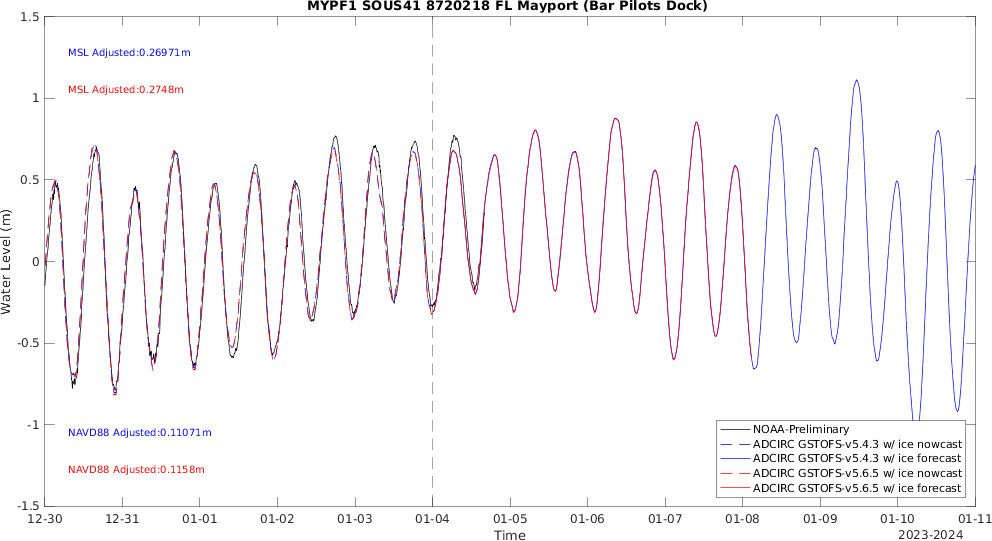 MYPF1 SOUS41 8720218 FL Mayport (Bar Pilots Dock)
1.5
1
0.5
0
-0.5
-1
-1.5
Water Level (m)
MSL Adjusted:0.26971m
MSL Adjusted:0.2748m
NAVD88 Adjusted:0.11071m
NAVD88 Adjusted:0.1158m
NOAA-Preliminary
ADCIRC GSTOFS-v5.4.3 w/ ice nowcast
ADCIRC GSTOFS-v5.4.3 w/ ice forecast
ADCIRC GSTOFS-v5.6.5 w/ ice nowcast
ADCIRC GSTOFS-v5.6.5 w/ ice forecast
12-30 12-31 01-01 01-02 01-03 01-04 01-05 01-06 01-07 01-08 01-09 01-10 01-11
Time
2023-2024